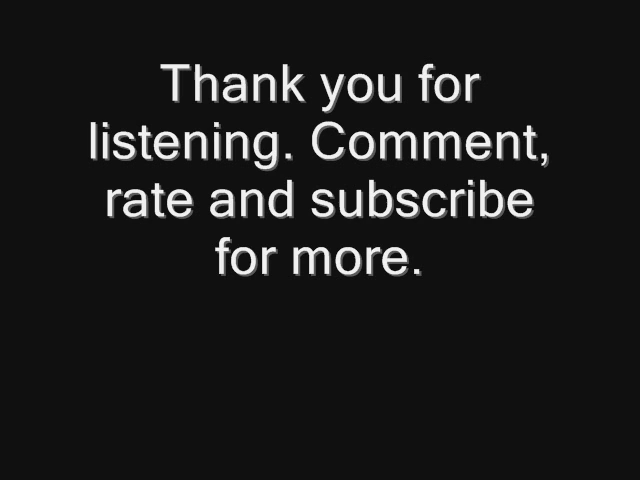 Thank you for
listening. Comment,
rate and subscribe
for more.